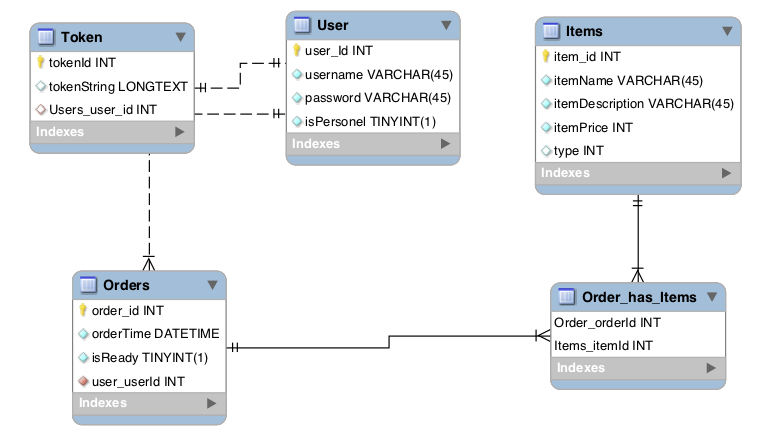 Token
tokenId INT
tokenString LONGTEXT
Users_user_id INT
Indexes
User
user_Id INT
username VARCHAR(45)
password VARCHAR(45)
isPersonel TINYINT(1)
Indexes
Items
item_id INT
itemName VARCHAR(45)
itemDescription VARCHAR(45)
itemPrice INT
type INT
Indexes
Orders
order_id INT
orderTime DATETIME
isReady TINYINT(1)
user_userId INT
Indexes
Order_has_Items
Order_orderId INT
Items_itemId INT
Indexes